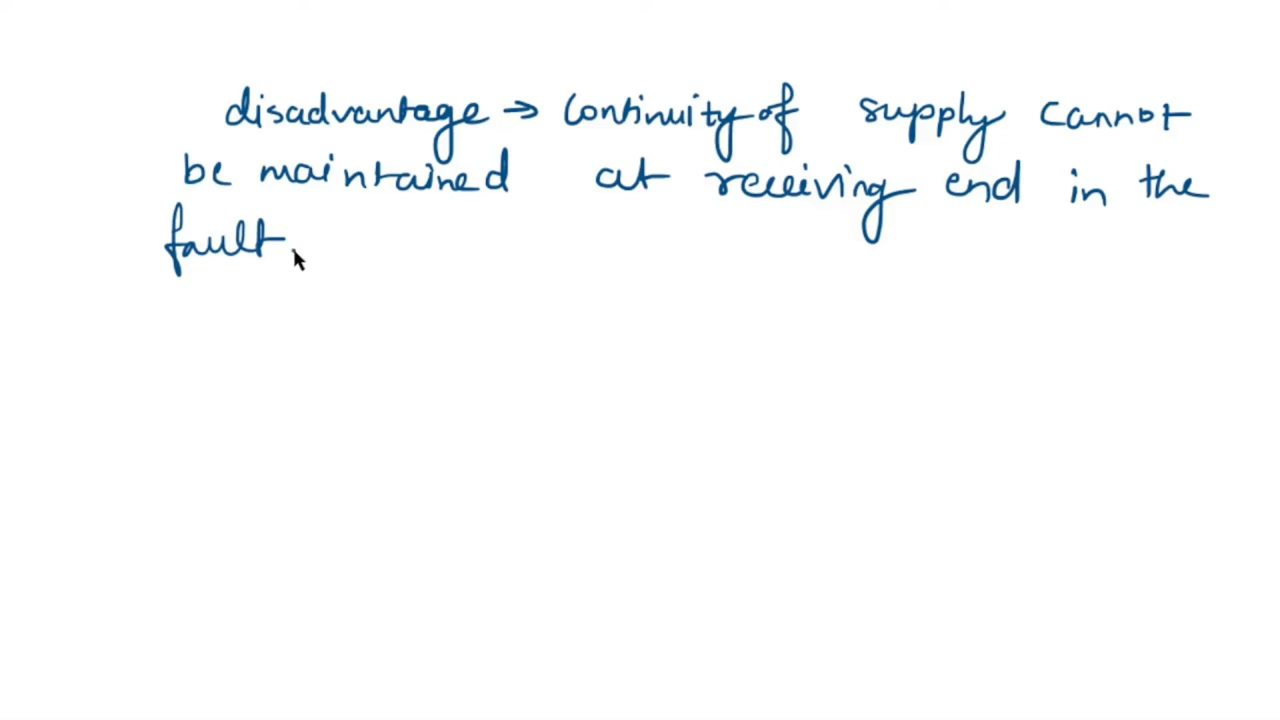 disadvantage → Continuity of supply cannot
be maintained at receiving end in the
fault.